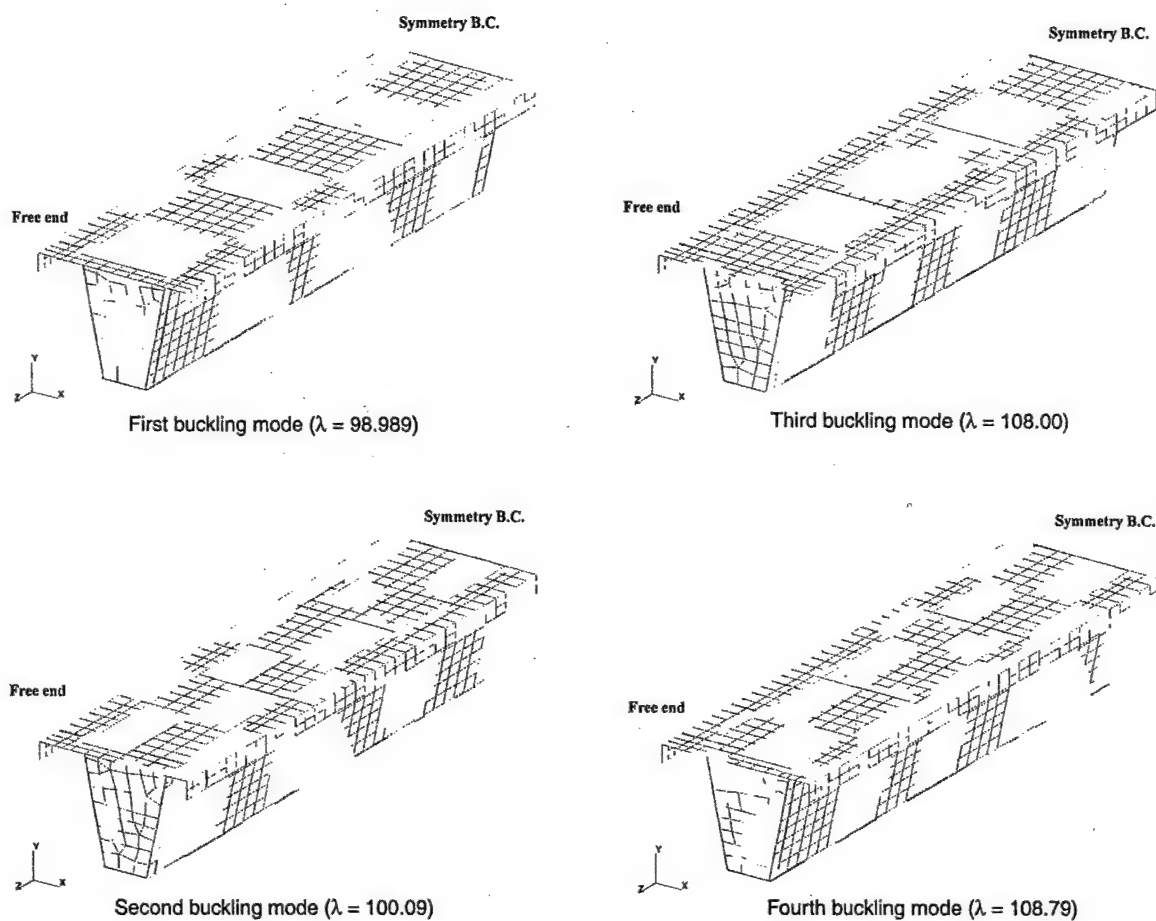 Symmetry B.C.
Free end
Y
Z
X
First buckling mode (λ = 98.989)
Symmetry B.C.
Free end
Y
Z
X
Third buckling mode (λ = 108.00)
Symmetry B.C.
Free end
Y
Z
X
Second buckling mode (λ = 100.09)
Symmetry B.C.
Free end
Y
Z
X
Fourth buckling mode (λ = 108.79)